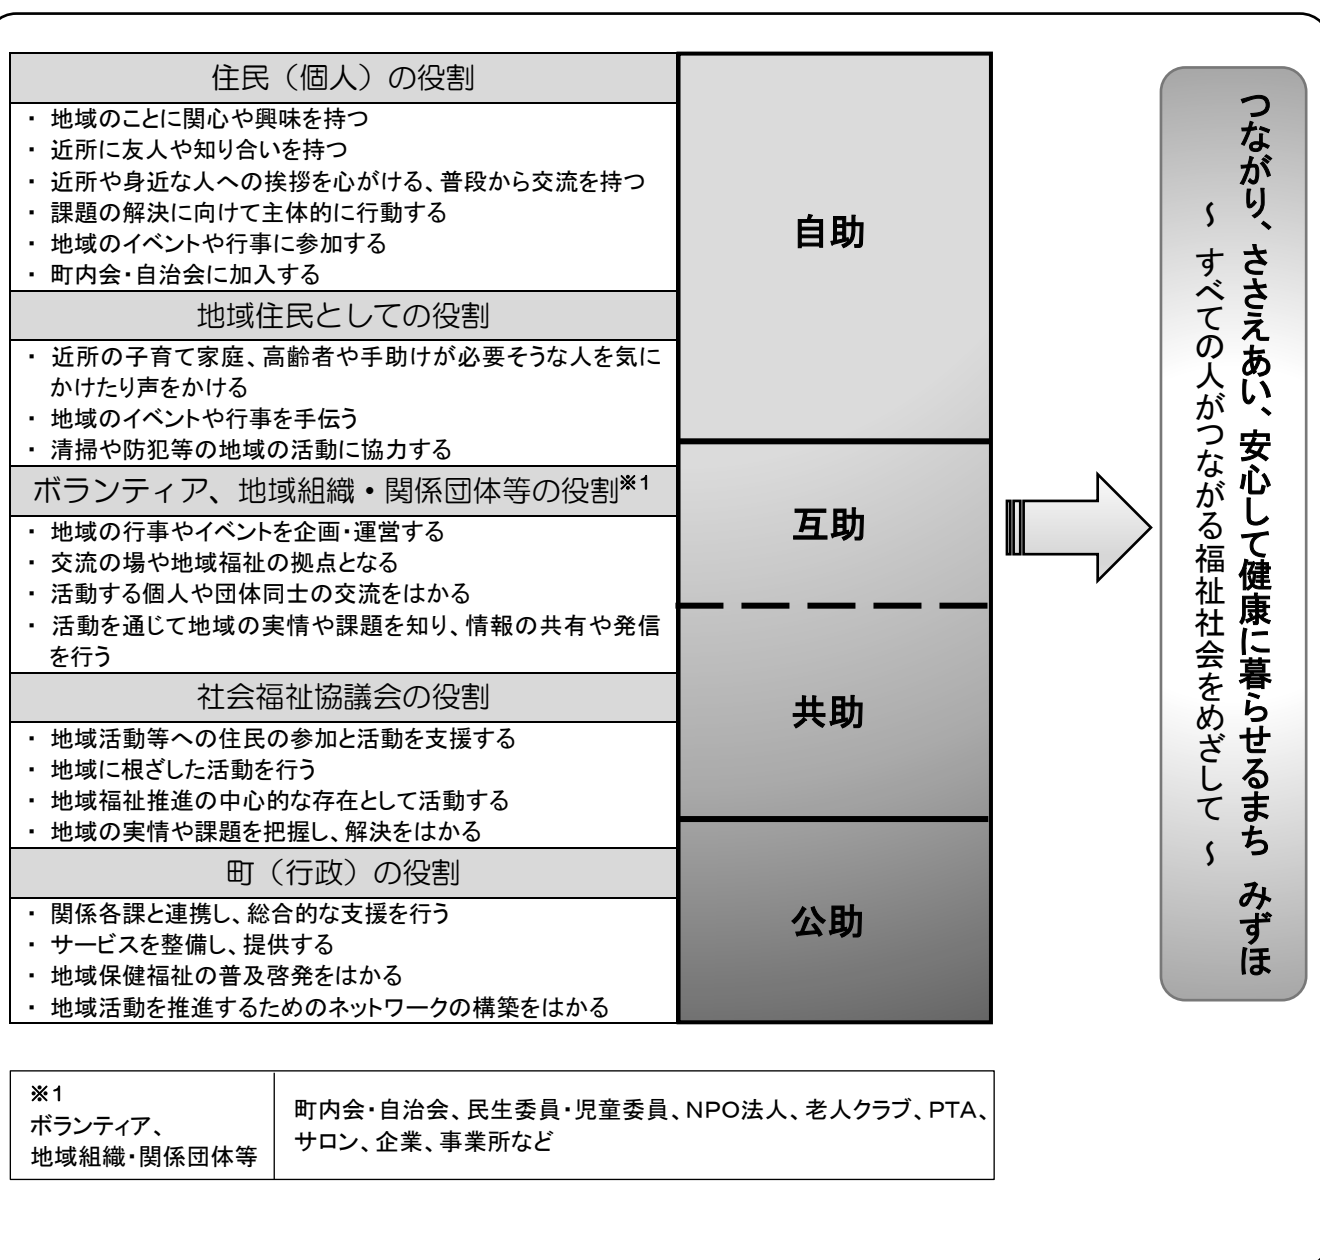 住民（個人）の役割
・ 地域のことに関心や興味を持つ
・ 近所に友人や知り合いを持つ
・ 近所や身近な人への挨拶を心がける、普段から交流を持つ
・ 課題の解決に向けて主体的に行動する
・ 地域のイベントや行事に参加する
・ 町内会・自治会に加入する
地域住民としての役割
・ 近所の子育て家庭、高齢者や手助けが必要そうな人を気に
かけたり声をかける
・ 地域のイベントや行事を手伝う
・ 清掃や防犯等の地域の活動に協力する
ボランティア、地域組織・関係団体等の役割※1
・ 地域の行事やイベントを企画・運営する
・ 交流の場や地域福祉の拠点となる
・ 活動する個人や団体同士の交流をはかる
・ 活動を通じて地域の実情や課題を知り、情報の共有や発信
を行う
社会福祉協議会の役割
・ 地域活動等への住民の参加と活動を支援する
・ 地域に根ざした活動を行う
・ 地域福祉推進の中心的な存在として活動する
・ 地域の実情や課題を把握し、解決をはかる
町（行政）の役割
・ 関係各課と連携し、総合的な支援を行う
・ サービスを整備し、提供する
・ 地域保健福祉の普及啓発をはかる
・ 地域活動を推進するためのネットワークの構築をはかる
自助
互助
共助
公助
つながり、ささえあい、安心して健康に暮らせるまち みずほ
～ すべての人がつながる福祉社会をめざして ～
※1
ボランティア、
地域組織・関係団体等
町内会・自治会、民生委員・児童委員、NPO法人、老人クラブ、PTA、
サロン、企業、事業所など